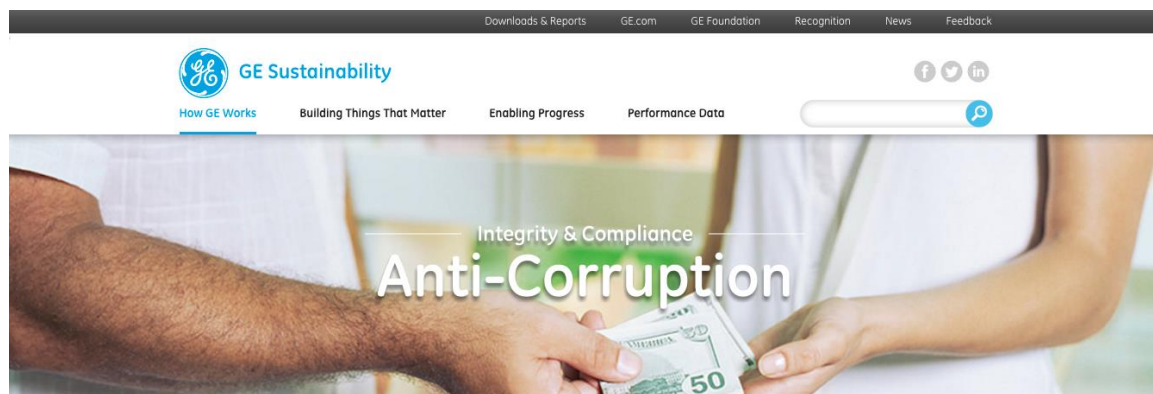 Downloads & Reports GE.com GE Foundation Recognition News Feedback
GE Sustainability
How GE Works Building Things That Matter Enabling Progress Performance Data
Integrity & Compliance
Anti-Corruption
50